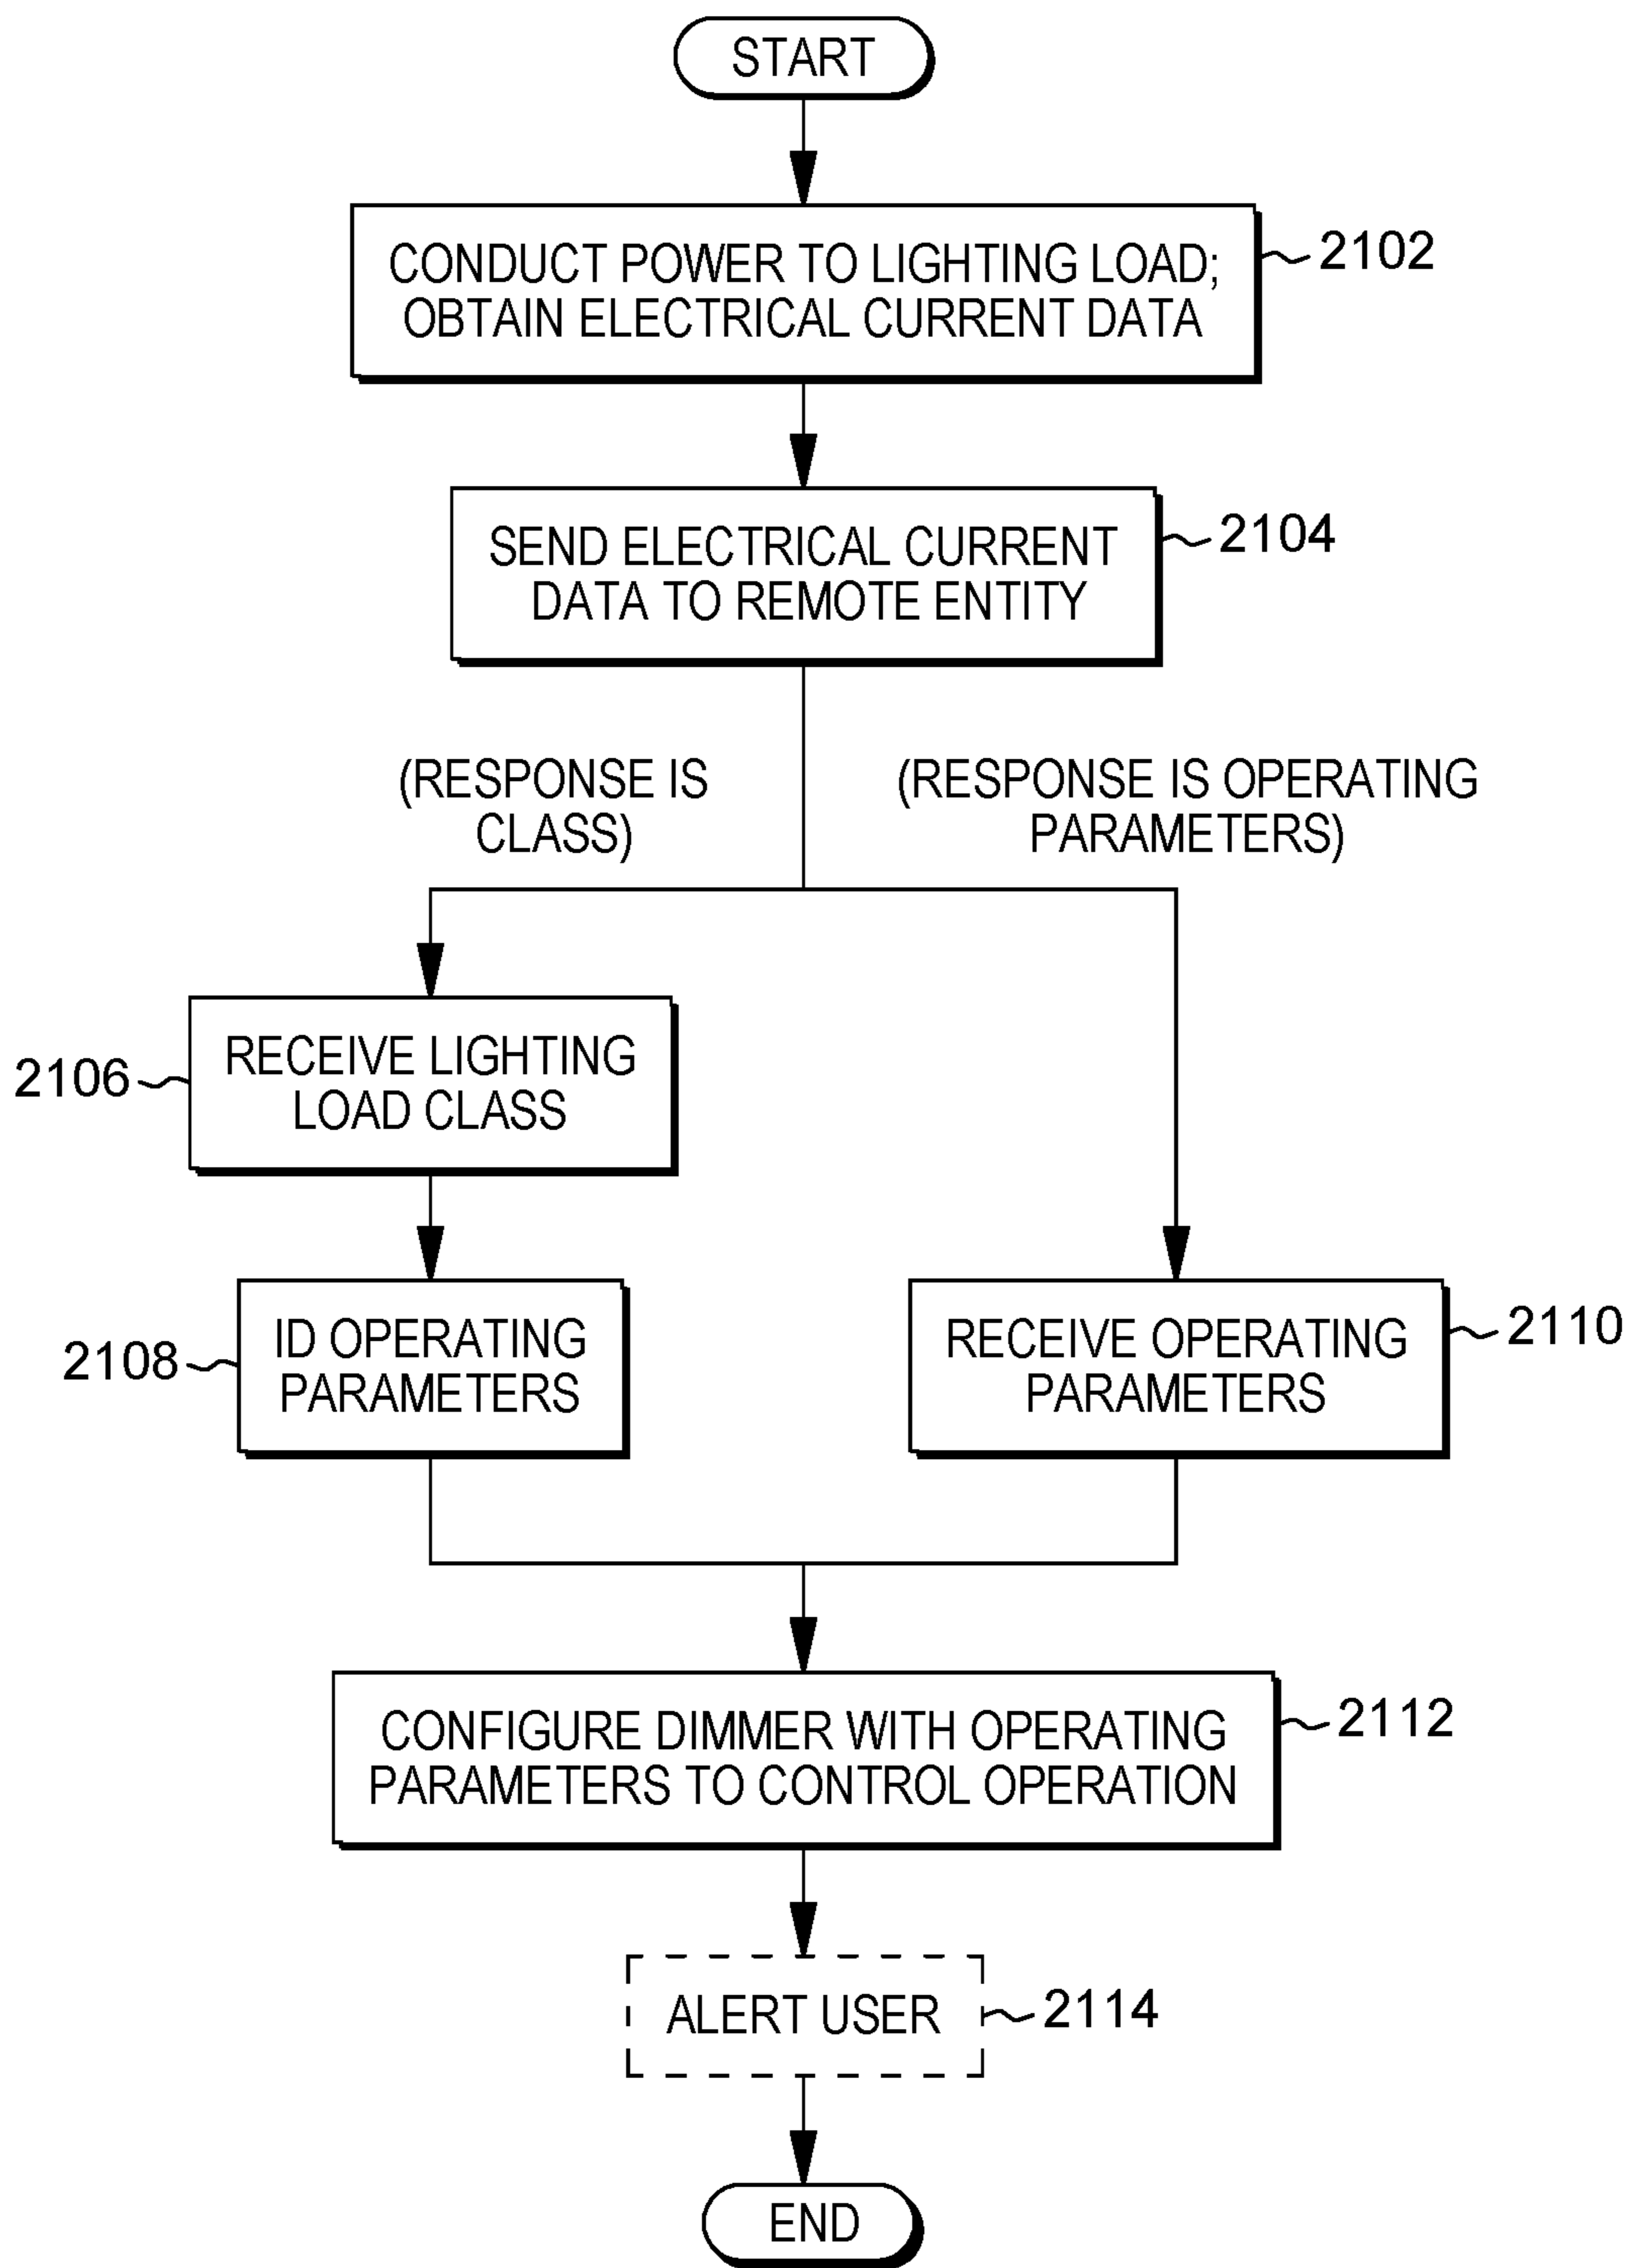 START
CONDUCT POWER TO LIGHTING LOAD;
OBTAIN ELECTRICAL CURRENT DATA
2102
SEND ELECTRICAL CURRENT
DATA TO REMOTE ENTITY
2104
(RESPONSE IS
CLASS)
(RESPONSE IS OPERATING
PARAMETERS)
RECEIVE LIGHTING
LOAD CLASS
2106
ID OPERATING
PARAMETERS
2108
RECEIVE OPERATING
PARAMETERS
2110
CONFIGURE DIMMER WITH OPERATING
PARAMETERS TO CONTROL OPERATION
2112
ALERT USER
2114
END